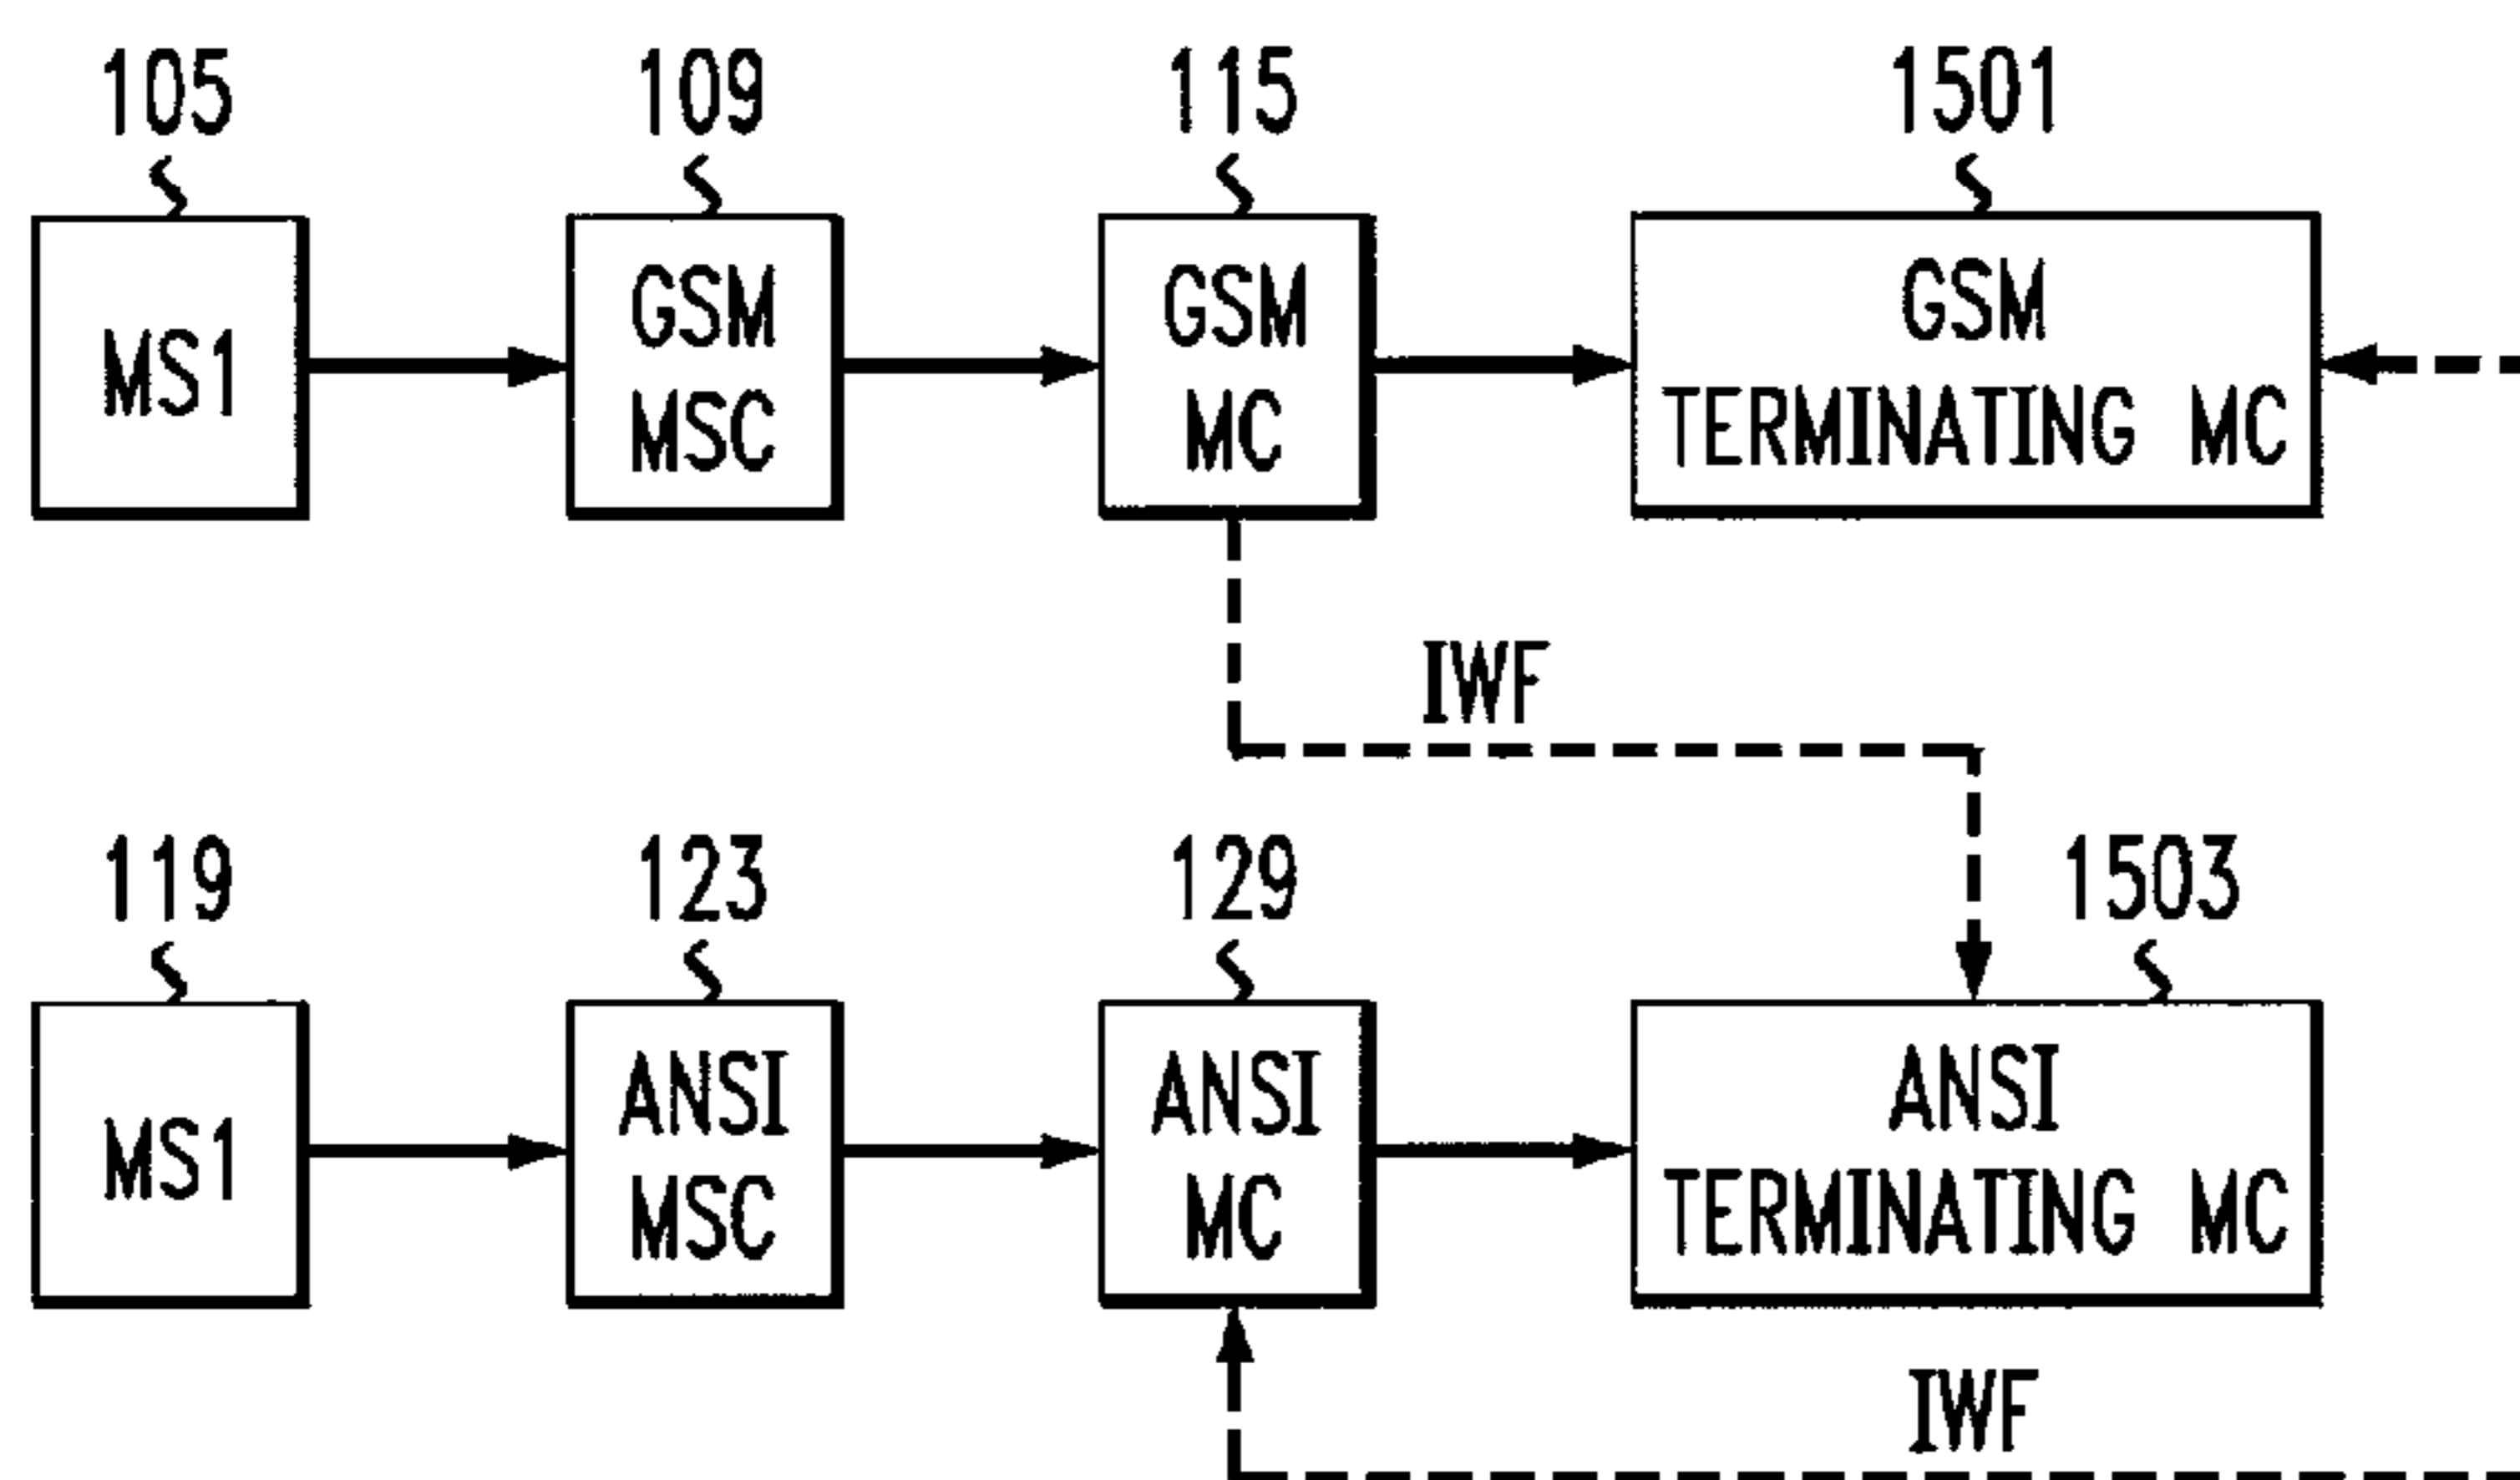 105 109 115 1501
MS1
GSM
MSC
GSM
MC
GSM
TERMINATING MC
IWF
119 123 129 1503
MS1
ANSI
MSC
ANSI
MC
ANSI
TERMINATING MC
IWF